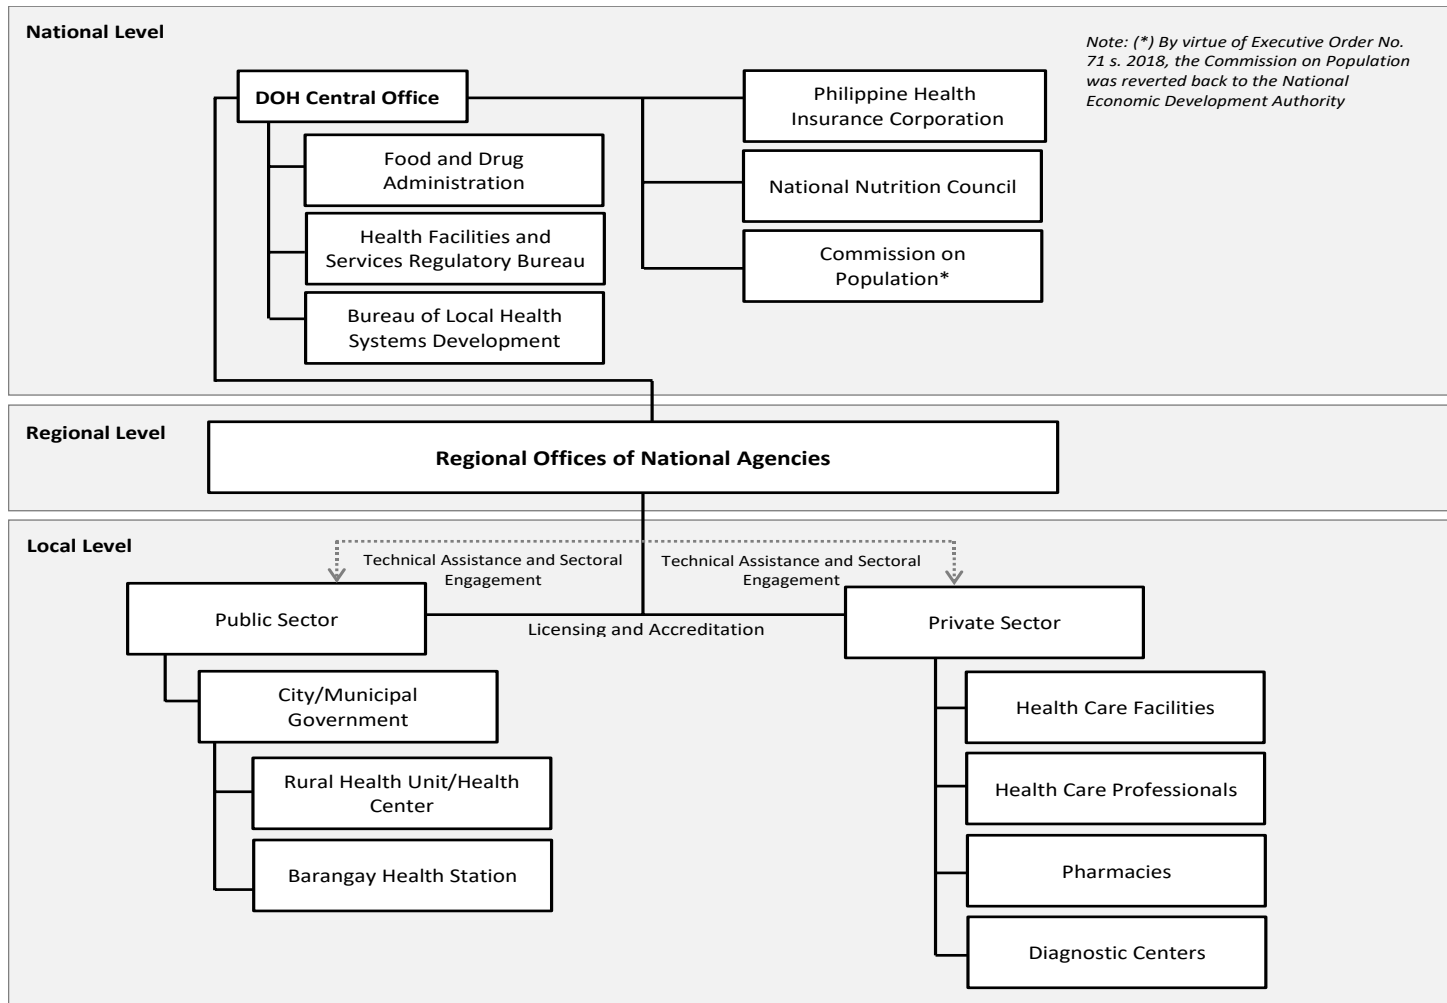 National Level
Note: (*) By virtue of Executive Order No.
71 s. 2018, the Commission on Population
was reverted back to the National
Economic Development Authority
DOH Central Office
Philippine Health
Insurance Corporation
Food and Drug
Administration
National Nutrition Council
Health Facilities and
Services Regulatory Bureau
Commission on
Population*
Bureau of Local Health
Systems Development
Regional Level
Regional Offices of National Agencies
Local Level
Technical Assistance and Sectoral
Engagement
Technical Assistance and Sectoral
Engagement
Public Sector
Licensing and Accreditation
Private Sector
City/Municipal
Government
Rural Health Unit/Health
Center
Barangay Health Station
Health Care Facilities
Health Care Professionals
Pharmacies
Diagnostic Centers